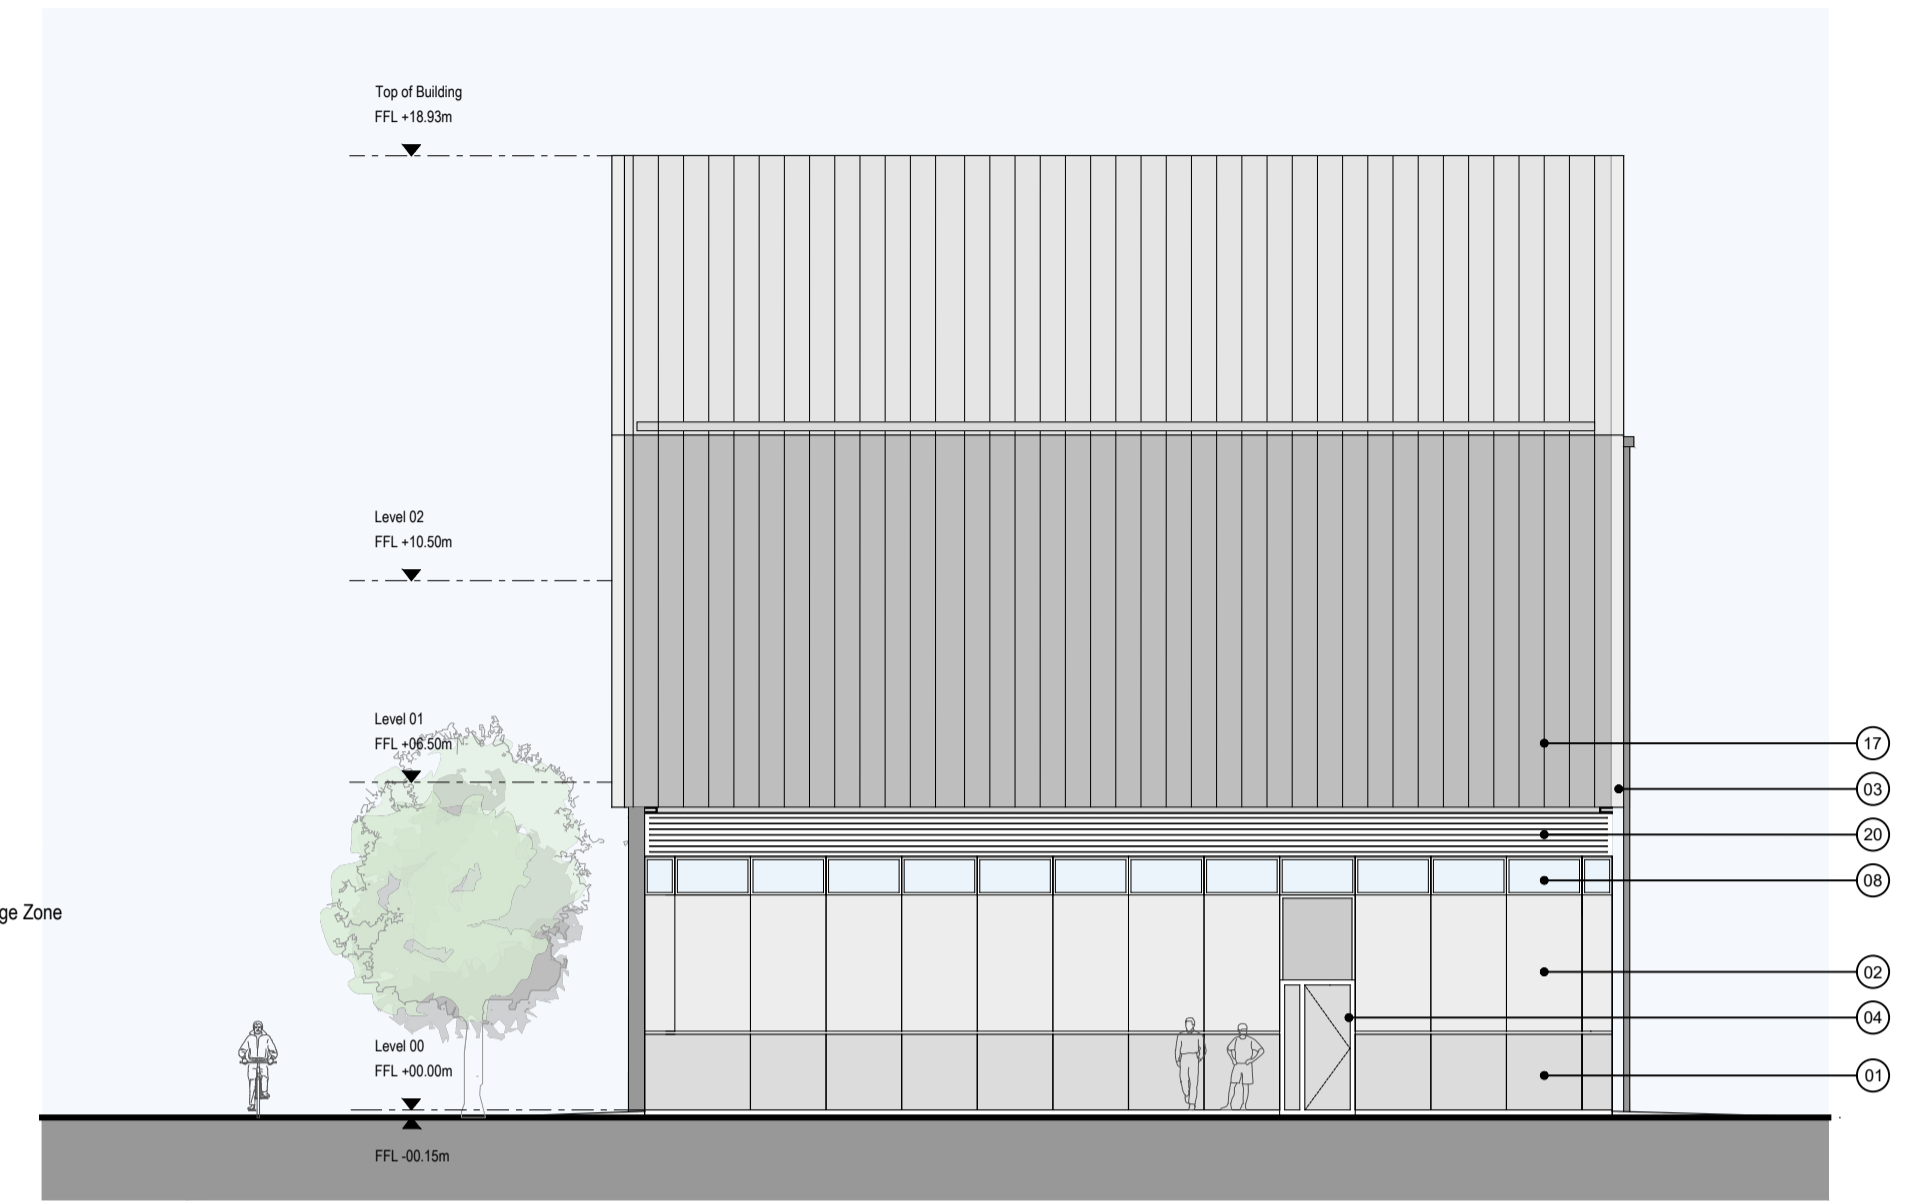 Top of Building
FFL +18.93m
Level 02
FFL +10.50m
Level 01
FFL +06.50m
17
03
20
08
ge Zone
02
04
Level 00
FFL +00.00m
01
FFL -00.15m